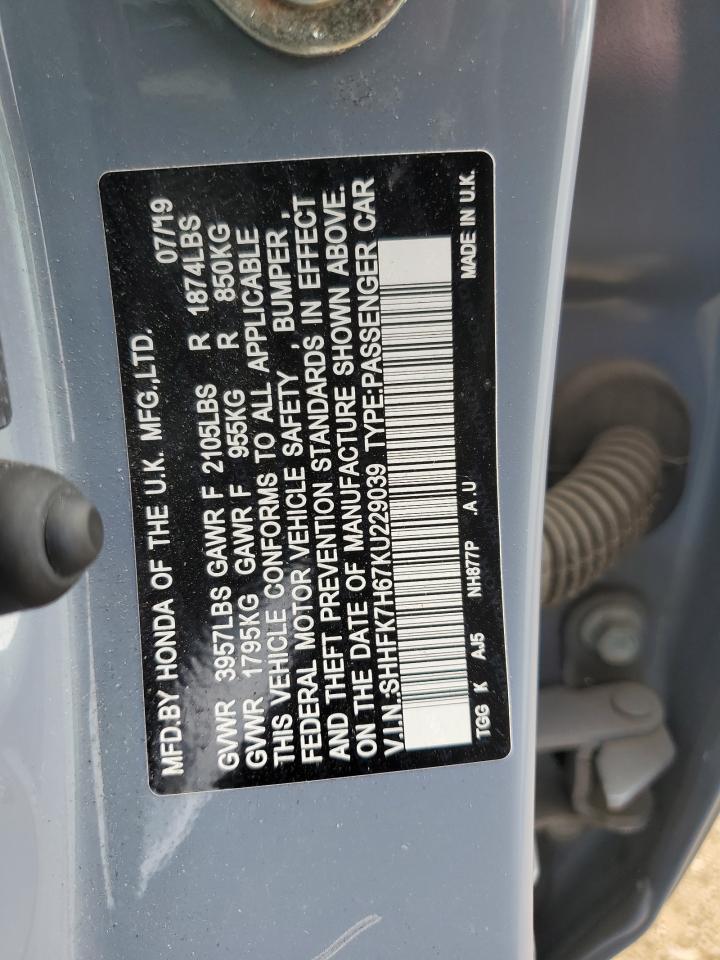 MFD.BY HONDA OF THE U.K. MFG.,LTD. 07/19
GVWR 3957LBS GAWR F 2105LBS R 1874LBS
GVWR 1795KG GAWR F 955KG R 850KG
THIS VEHICLE CONFORMS TO ALL APPLICABLE
FEDERAL MOTOR VEHICLE SAFETY , BUMPER ,
AND THEFT PREVENTION STANDARDS IN EFFECT
ON THE DATE OF MANUFACTURE SHOWN ABOVE.
V.I.N.:SHHFK7H67KU229039 TYPE:PASSENGER CAR
TGG K AJ5 NH877P .A.U MADE IN U.K.